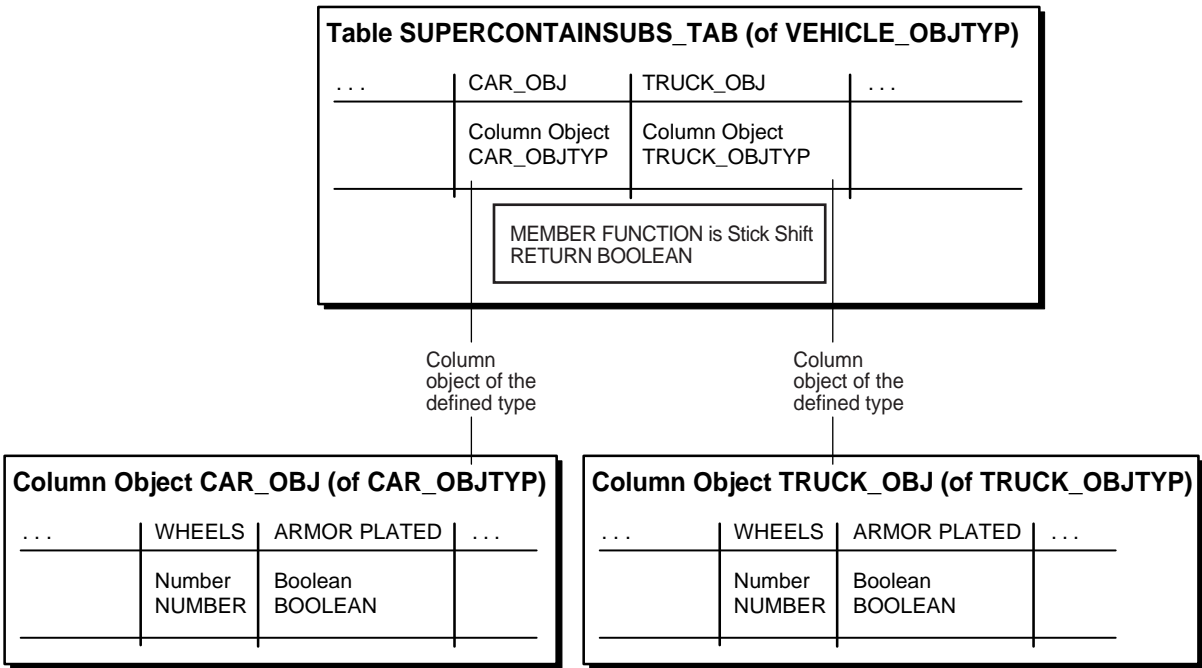 Table SUPERCONTAINSUBS_TAB (of VEHICLE_OBJTYP)
. . . CAR_OBJ TRUCK_OBJ . . .
Column Object Column Object
CAR_OBJTYP TRUCK_OBJTYP
MEMBER FUNCTION is Stick Shift
RETURN BOOLEAN
Column
object of the
defined type
Column
object of the
defined type
Column Object CAR_OBJ (of CAR_OBJTYP)
. . . WHEELS ARMOR PLATED . . .
Number Boolean
NUMBER BOOLEAN
Column Object TRUCK_OBJ (of TRUCK_OBJTYP)
. . . WHEELS ARMOR PLATED . . .
Number Boolean
NUMBER BOOLEAN